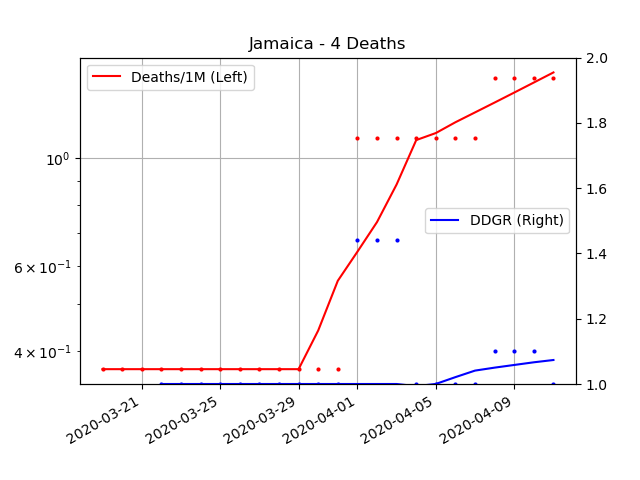 Jamaica - 4 Deaths
Deaths/1M (Left)
DDGR (Right)
10⁰
6 × 10⁻¹
4 × 10⁻¹
2.0
1.8
1.6
1.4
1.2
1.0
2020-03-21
2020-03-25
2020-03-29
2020-04-01
2020-04-05
2020-04-09